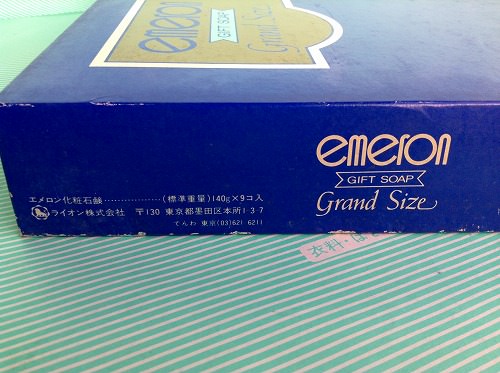 emeron
GIFT SOAP
Grand Size
emeron
GIFT SOAP
Grand Size
エメロン化粧石鹸………………(標準重量)140g×9コ入
ライオン株式会社 〒130 東京都墨田区本所1-3-7
てんわ 東京(03)621 6211
衣料・は